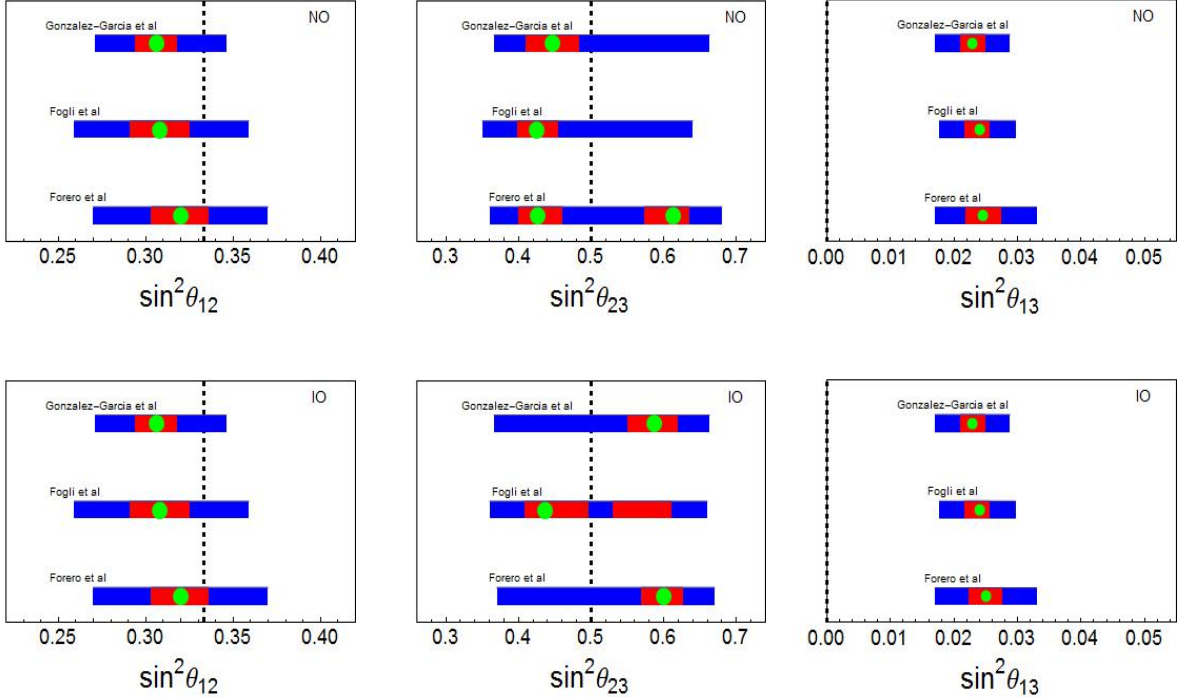 NO
Gonzalez-Garcia et al
Fogli et al
Forero et al
0.25 0.30 0.35 0.40
sin²θ₁₂
NO
Gonzalez-Garcia et al
Fogli et al
Forero et al
0.3 0.4 0.5 0.6 0.7
sin²θ₂₃
NO
Gonzalez-Garcia et al
Fogli et al
Forero et al
0.00 0.01 0.02 0.03 0.04 0.05
sin²θ₁₃
IO
Gonzalez-Garcia et al
Fogli et al
Forero et al
0.25 0.30 0.35 0.40
sin²θ₁₂
IO
Gonzalez-Garcia et al
Fogli et al
Forero et al
0.3 0.4 0.5 0.6 0.7
sin²θ₂₃
IO
Gonzalez-Garcia et al
Fogli et al
Forero et al
0.00 0.01 0.02 0.03 0.04 0.05
sin²θ₁₃